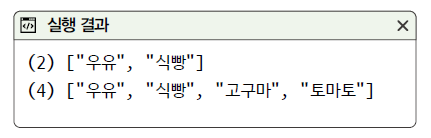 실행 결과
(2) ["우유", "식빵"]
(4) ["우유", "식빵", "고구마", "토마토"]